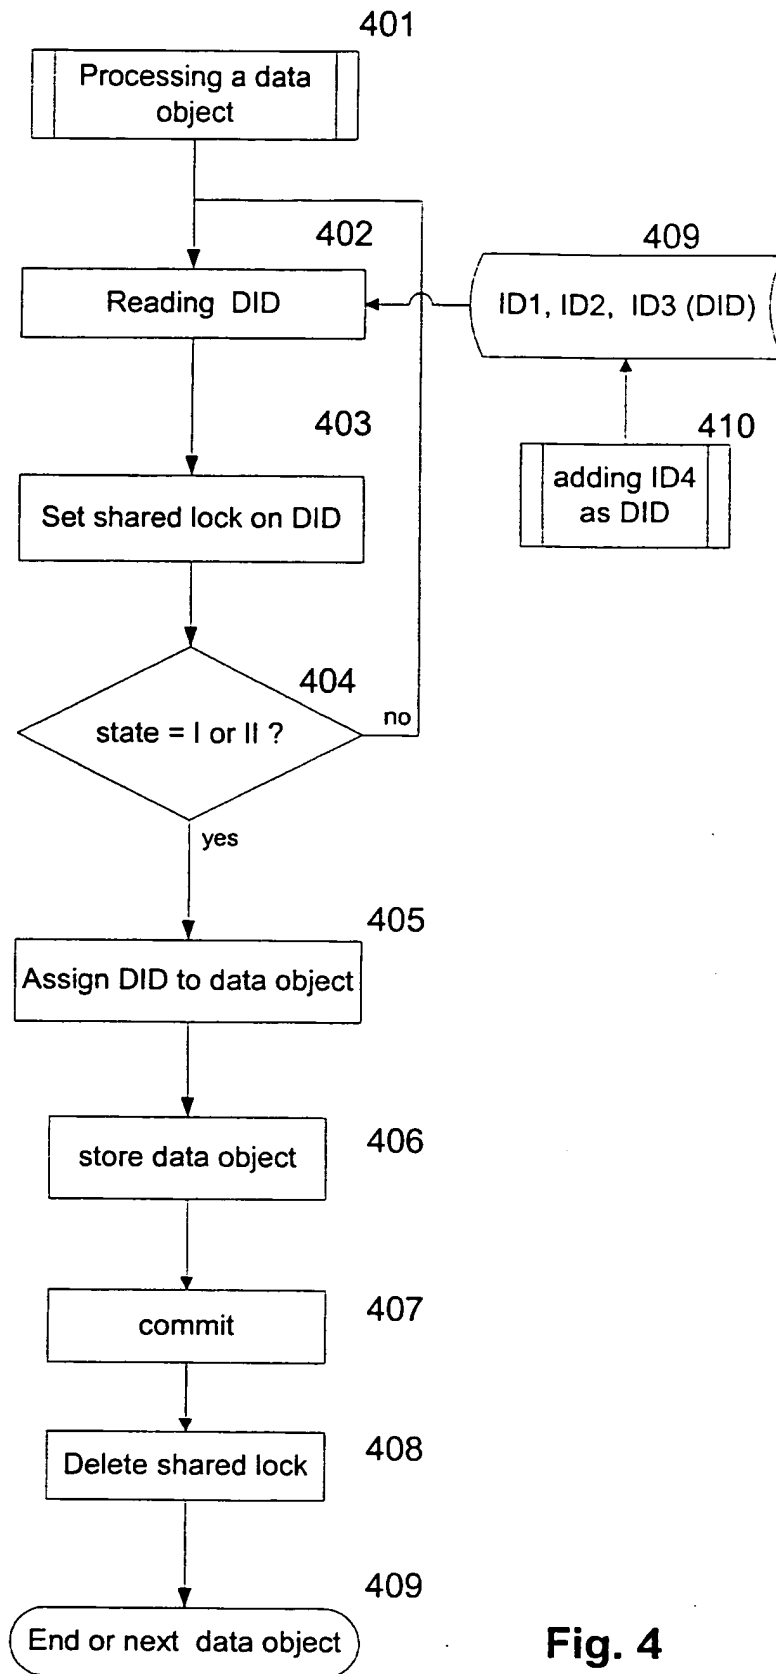 401
Processing a data
object
402
409
Reading DID
ID1, ID2, ID3 (DID)
403
410
adding ID4
as DID
Set shared lock on DID
404
state = I or II ?
no
yes
405
Assign DID to data object
406
store data object
407
commit
408
Delete shared lock
409
End or next data object
Fig. 4